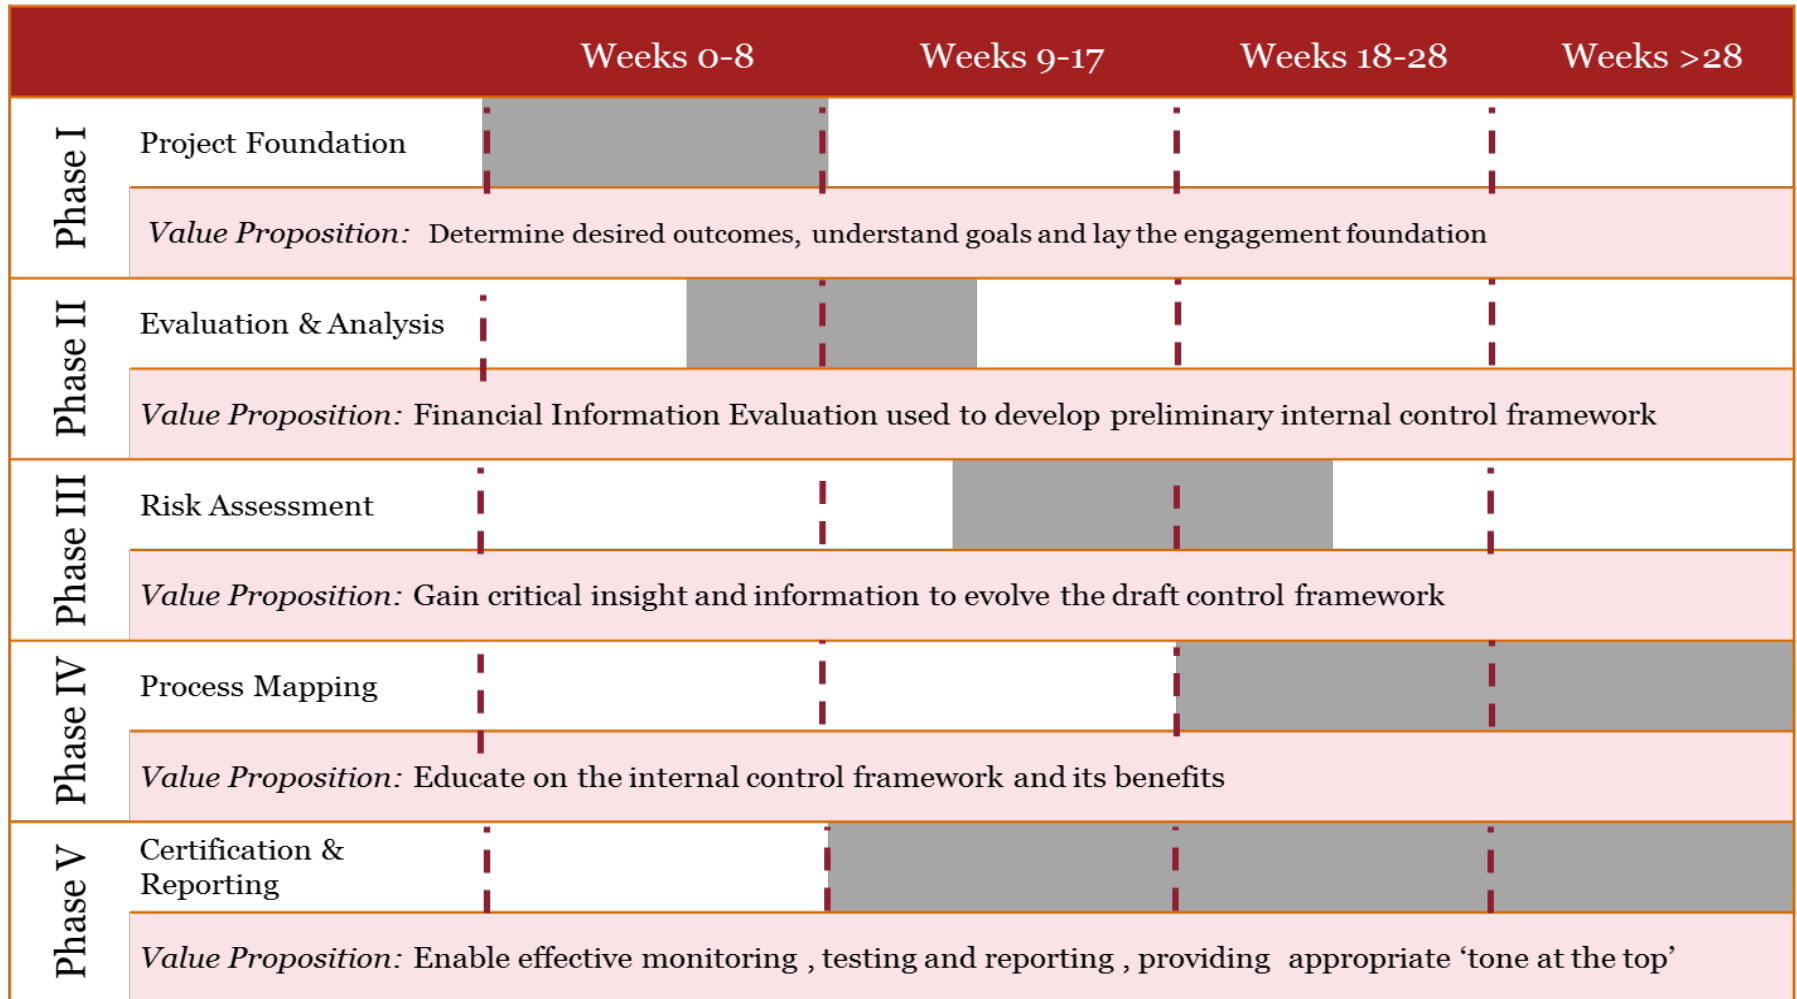 Weeks 0-8 Weeks 9-17 Weeks 18-28 Weeks >28
Phase I
Project Foundation
Value Proposition: Determine desired outcomes, understand goals and lay the engagement foundation
Phase II
Evaluation & Analysis
Value Proposition: Financial Information Evaluation used to develop preliminary internal control framework
Phase III
Risk Assessment
Value Proposition: Gain critical insight and information to evolve the draft control framework
Phase IV
Process Mapping
Value Proposition: Educate on the internal control framework and its benefits
Phase V
Certification &
Reporting
Value Proposition: Enable effective monitoring , testing and reporting , providing appropriate ‘tone at the top’